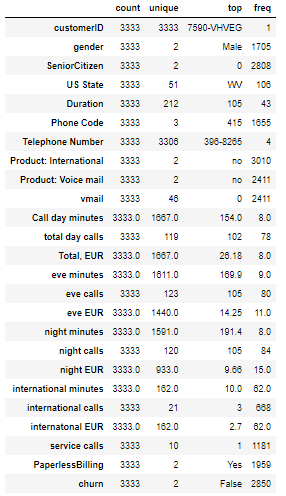 count unique top freq
customerID 3333 3333 7590-VHVEG 1
gender 3333 2 Male 1705
SeniorCitizen 3333 2 0 2808
US State 3333 51 WV 106
Duration 3333 212 105 43
Phone Code 3333 3 415 1655
Telephone Number 3333 3306 396-8265 4
Product: International 3333 2 no 3010
Product: Voice mail 3333 2 no 2411
vmail 3333 46 0 2411
Call day minutes 3333.0 1667.0 154.0 8.0
total day calls 3333 119 102 78
Total, EUR 3333.0 1667.0 26.18 8.0
eve minutes 3333.0 1611.0 169.9 9.0
eve calls 3333 123 105 80
eve EUR 3333.0 1440.0 14.25 11.0
night minutes 3333.0 1591.0 191.4 8.0
night calls 3333 120 105 84
night EUR 3333.0 933.0 9.66 15.0
international minutes 3333.0 162.0 10.0 62.0
international calls 3333 21 3 668
internatonal EUR 3333.0 162.0 2.7 62.0
service calls 3333 10 1 1181
PaperlessBilling 3333 2 Yes 1959
churn 3333 2 False 2850